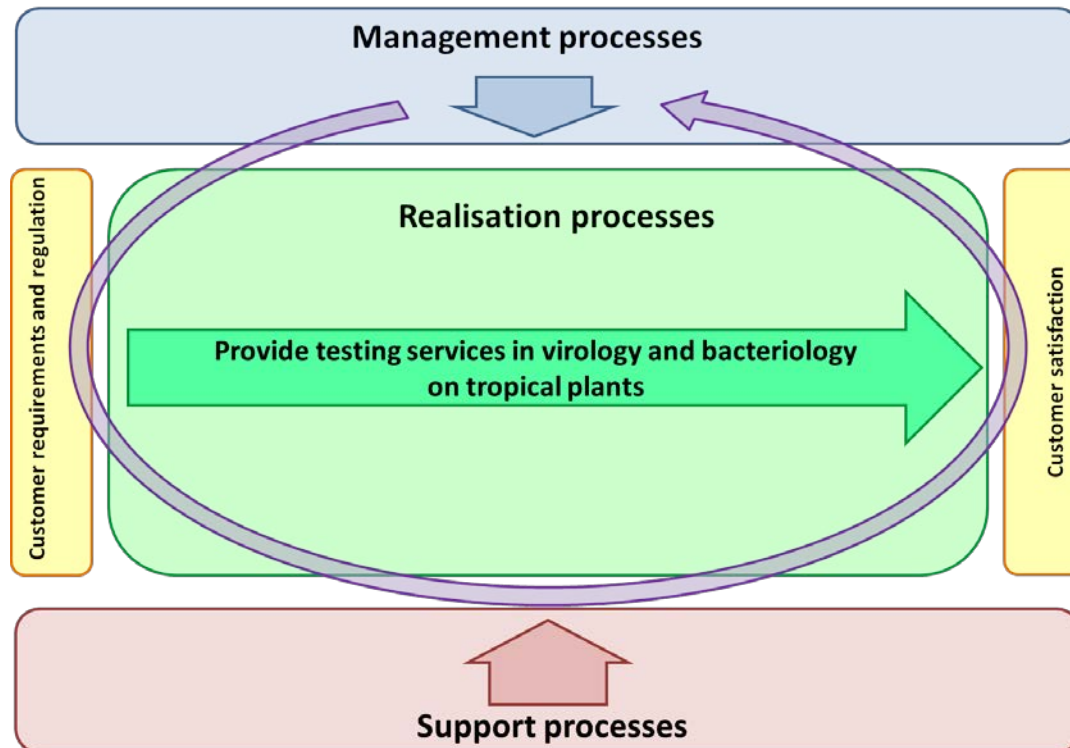 Management processes
Customer requirements and regulation
Realisation processes
Provide testing services in virology and bacteriology
on tropical plants
Customer satisfaction
Support processes